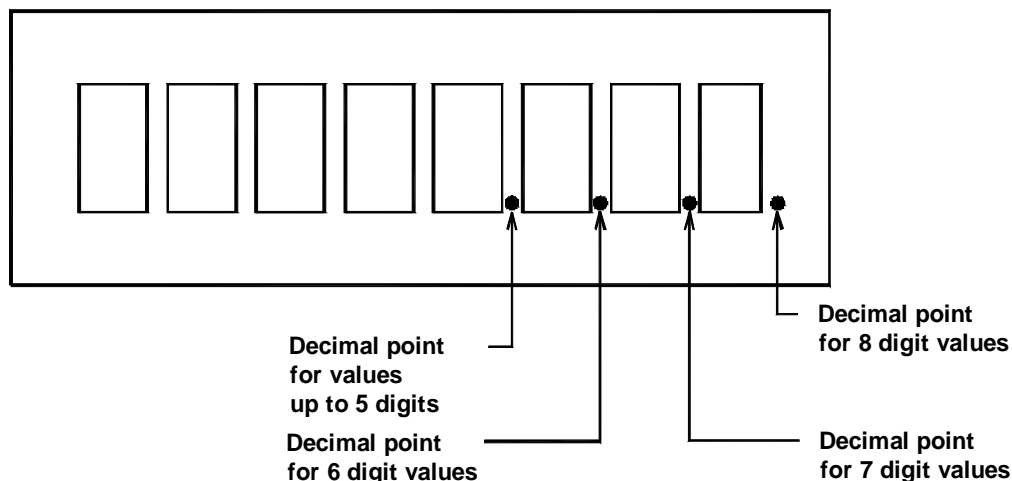 Decimal point
for values
up to 5 digits
Decimal point
for 6 digit values
Decimal point
for 8 digit values
Decimal point
for 7 digit values